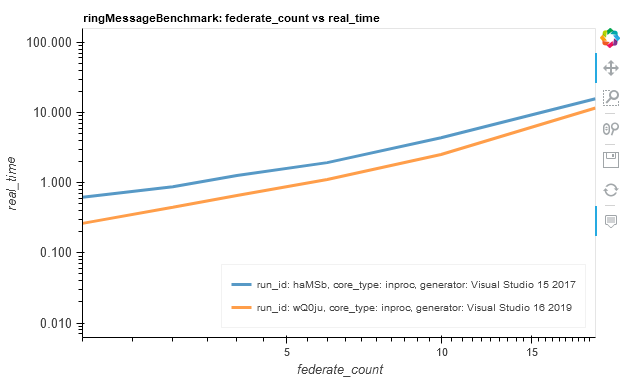 ringMessageBenchmark: federate_count vs real_time
100.000
10.000
1.000
0.100
0.010
real_time
run_id: haMSb, core_type: inproc, generator: Visual Studio 15 2017
run_id: wQ0ju, core_type: inproc, generator: Visual Studio 16 2019
5
10
15
federate_count